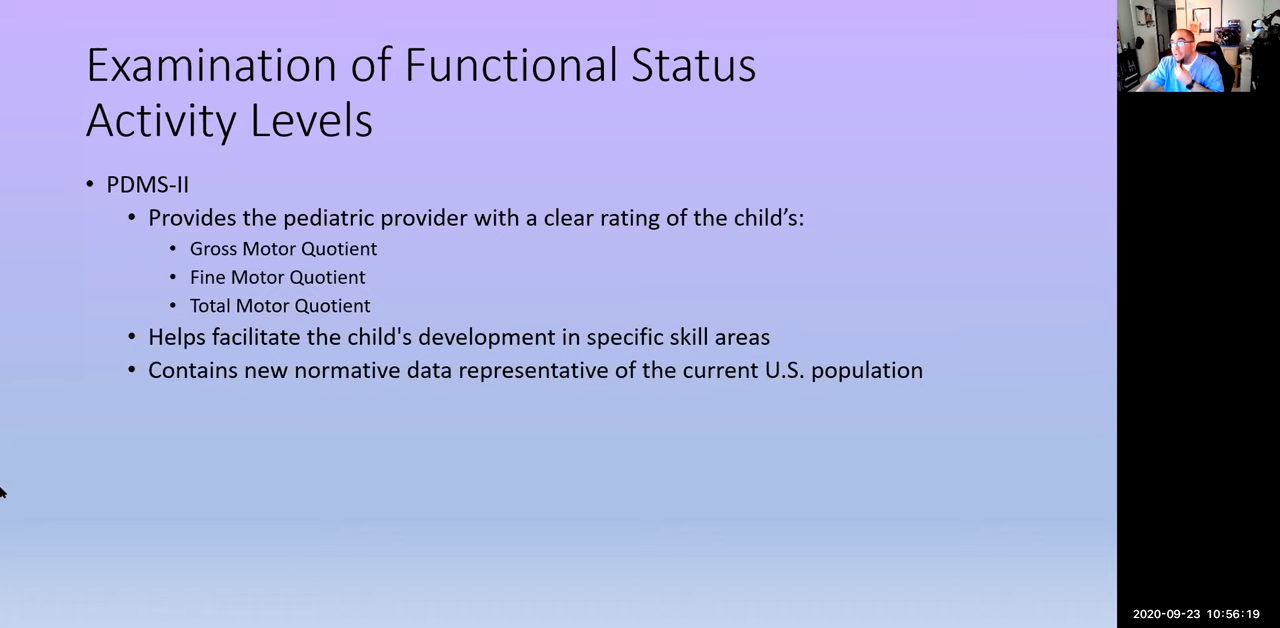 Examination of Functional Status
Activity Levels
• PDMS-II
• Provides the pediatric provider with a clear rating of the child’s:
• Gross Motor Quotient
• Fine Motor Quotient
• Total Motor Quotient
• Helps facilitate the child's development in specific skill areas
• Contains new normative data representative of the current U.S. population
2020-09-23 10:56:19